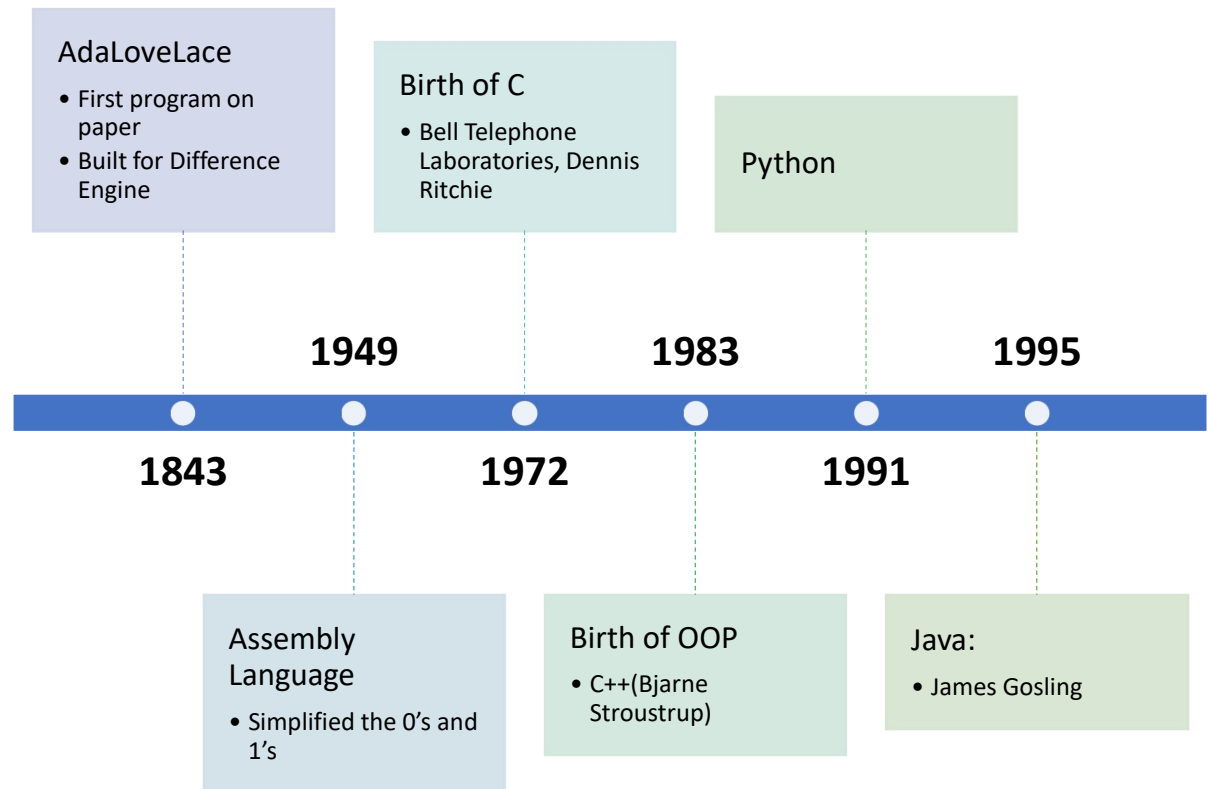 AdaLoveLace
• First program on
paper
• Built for Difference
Engine
Birth of C
• Bell Telephone
Laboratories, Dennis
Ritchie
Python
1949
1983
1995
1843
1972
1991
Assembly
Language
• Simplified the 0’s and
1’s
Birth of OOP
• C++(Bjarne
Stroustrup)
Java:
• James Gosling